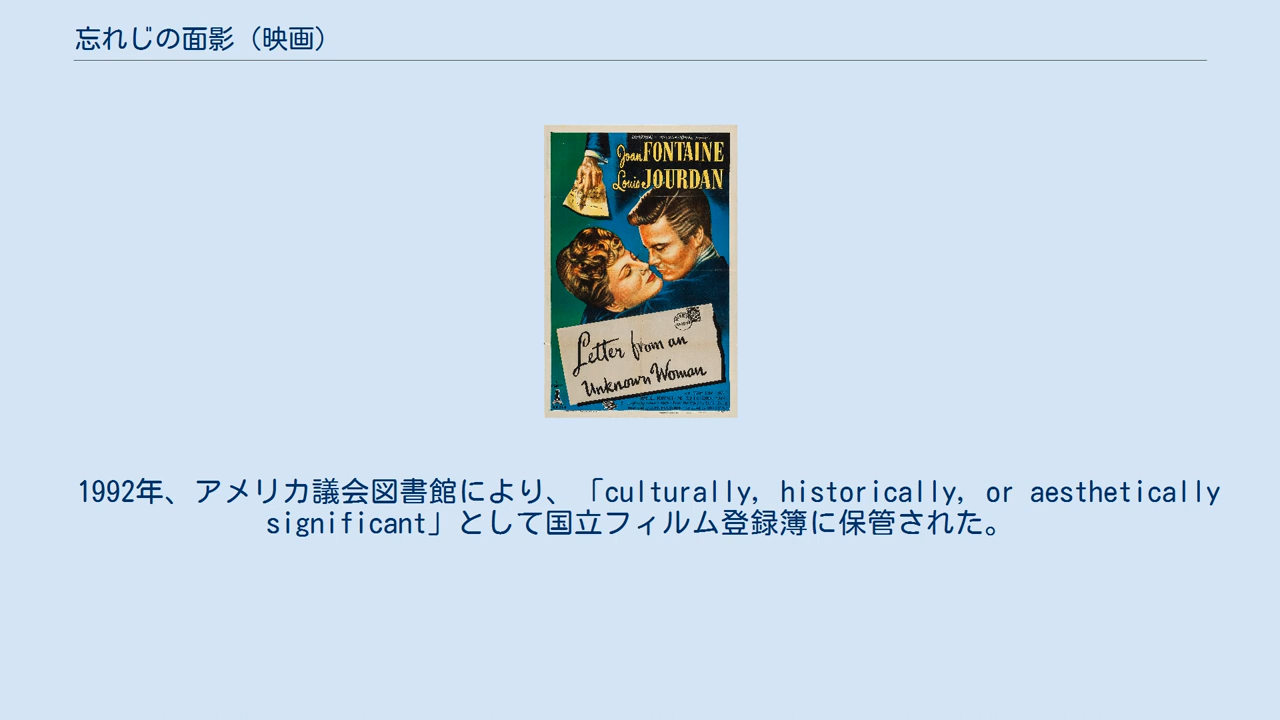 忘れじの面影（映画）
Joan FONTAINE
Louis JOURDAN
Letter from an
Unknown Woman
1992年、アメリカ議会図書館により、「culturally, historically, or aesthetically
significant」として国立フィルム登録簿に保管された。